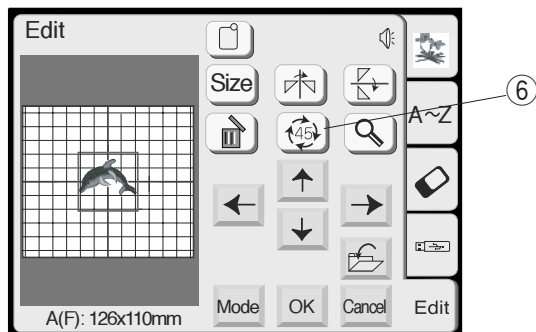 Edit
Size
A~Z
⑥
45
Mode
OK
Cancel
Edit
A(F): 126x110mm